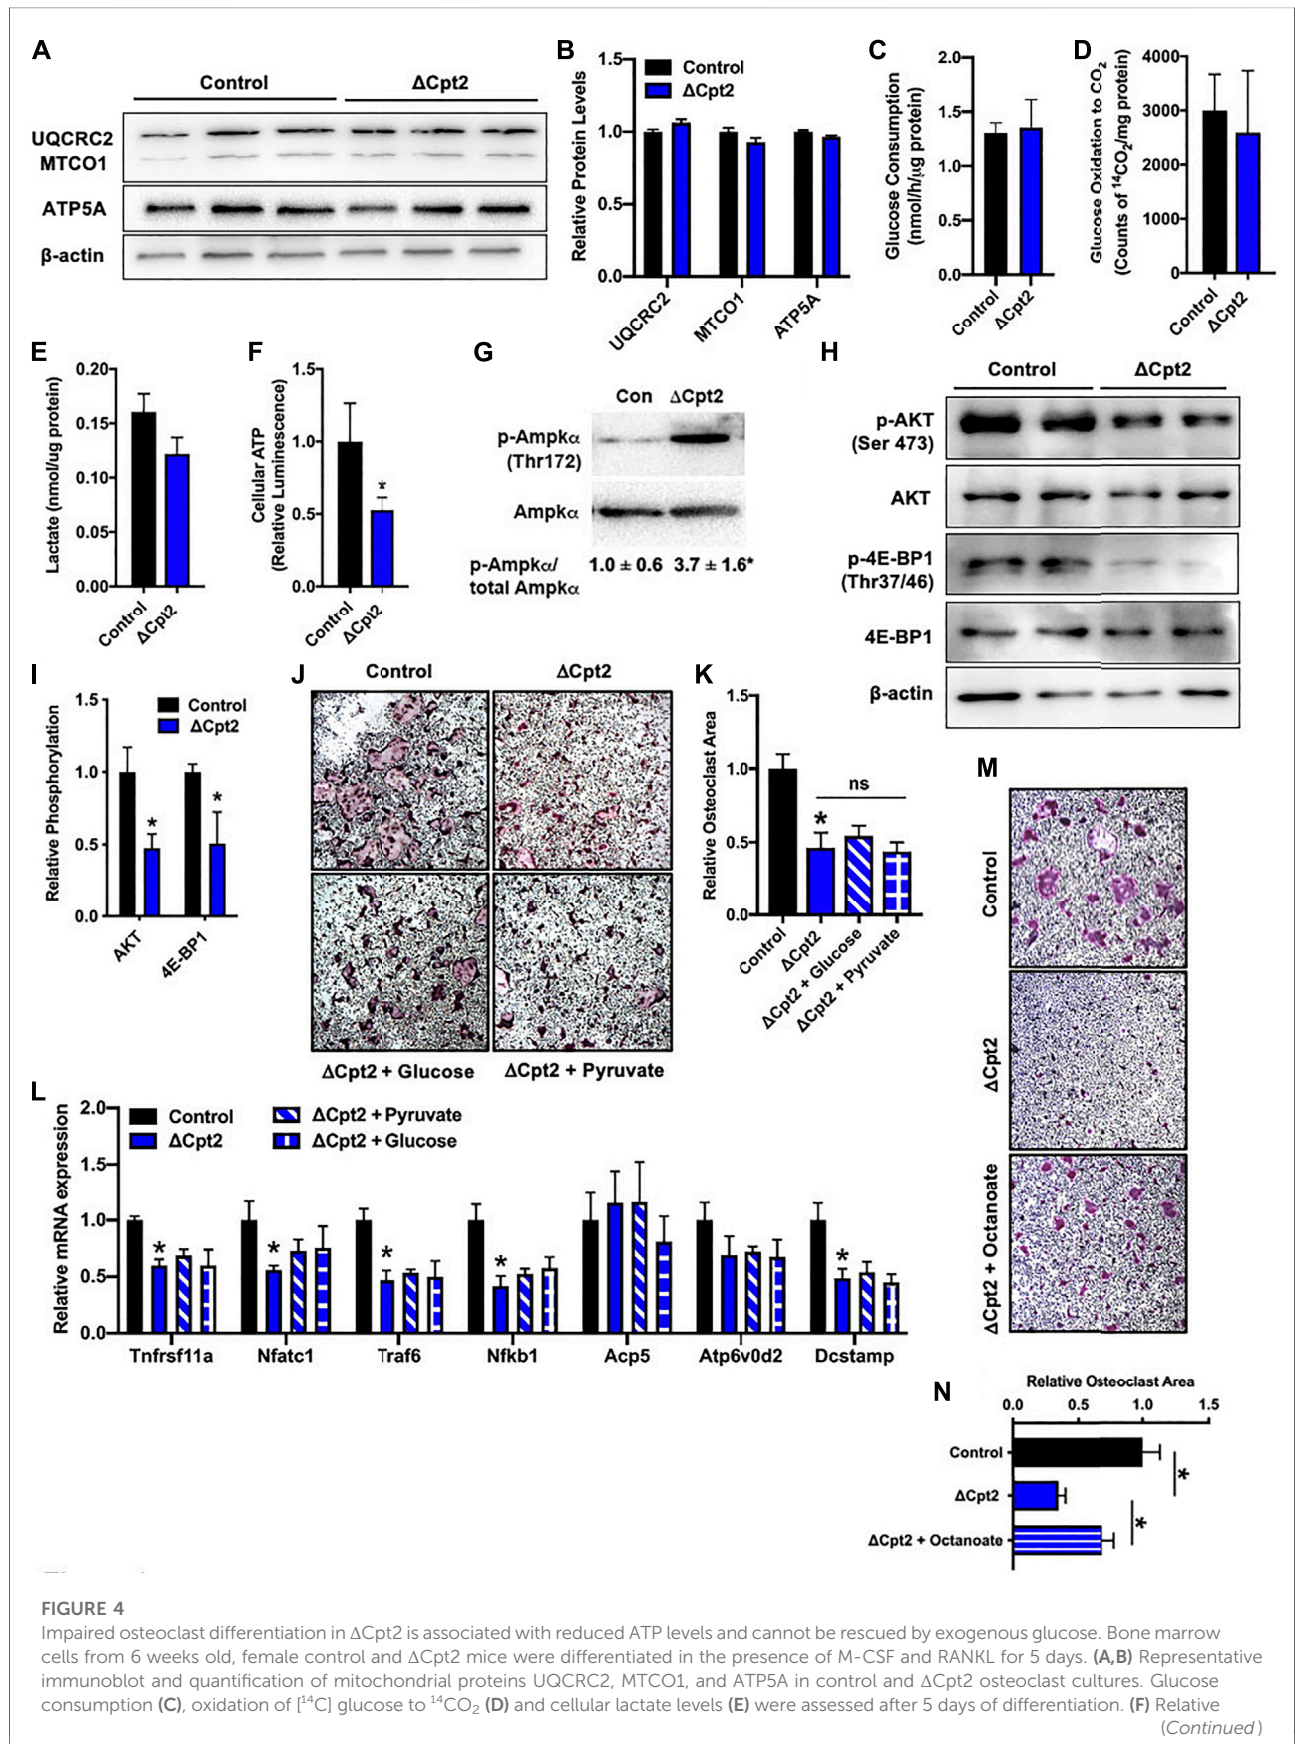 A
Control
ΔCpt2
UQCRC2
MTCO1
ATP5A
β-actin
B
Relative Protein Levels
1.5
1.0
0.5
0.0
Control
ΔCpt2
UQCRC2
MTCO1
ATP5A
C
Glucose Consumption
(nmol/h/μg protein)
2.0
1.5
1.0
0.5
0.0
Control
ΔCpt2
D
Glucose Oxidation to CO2
(Counts of 14CO2/mg protein)
4000
3000
2000
1000
0
Control
ΔCpt2
E
Lactate (nmol/ug protein)
0.20
0.15
0.10
0.05
0.00
Control
ΔCpt2
F
Cellular ATP
(Relative Luminescence)
1.5
1.0
0.5
0.0
*
Control
ΔCpt2
G
Con ΔCpt2
p-Ampkα
(Thr172)
Ampkα
p-Ampkα/ 1.0 ± 0.6 3.7 ± 1.6*
total Ampkα
H
Control
ΔCpt2
p-AKT
(Ser 473)
AKT
p-4E-BP1
(Thr37/46)
4E-BP1
β-actin
I
Relative Phosphorylation
1.5
1.0
0.5
0.0
Control
ΔCpt2
*
*
AKT
4E-BP1
J
Control
ΔCpt2
ΔCpt2 + Glucose
ΔCpt2 + Pyruvate
K
Relative Osteoclast Area
1.5
1.0
0.5
0.0
ns
*
Control
ΔCpt2
ΔCpt2 + Glucose
ΔCpt2 + Pyruvate
L
Relative mRNA expression
2.0
1.5
1.0
0.5
0.0
Control
ΔCpt2
ΔCpt2 + Pyruvate
ΔCpt2 + Glucose
*
*
*
*
*
Tnfrsf11a
Nfatc1
Traf6
Nfkb1
Acp5
Atp6v0d2
Dcstamp
M
Control
ΔCpt2
ΔCpt2 + Octanoate
N
Relative Osteoclast Area
0.0 0.5 1.0 1.5
Control
ΔCpt2
ΔCpt2 + Octanoate
*
*
FIGURE 4
Impaired osteoclast differentiation in ΔCpt2 is associated with reduced ATP levels and cannot be rescued by exogenous glucose. Bone marrow
cells from 6 weeks old, female control and ΔCpt2 mice were differentiated in the presence of M-CSF and RANKL for 5 days. (A,B) Representative
immunoblot and quantification of mitochondrial proteins UQCRC2, MTCO1, and ATP5A in control and ΔCpt2 osteoclast cultures. Glucose
consumption (C), oxidation of [14C] glucose to 14CO2 (D) and cellular lactate levels (E) were assessed after 5 days of differentiation. (F) Relative
(Continued)